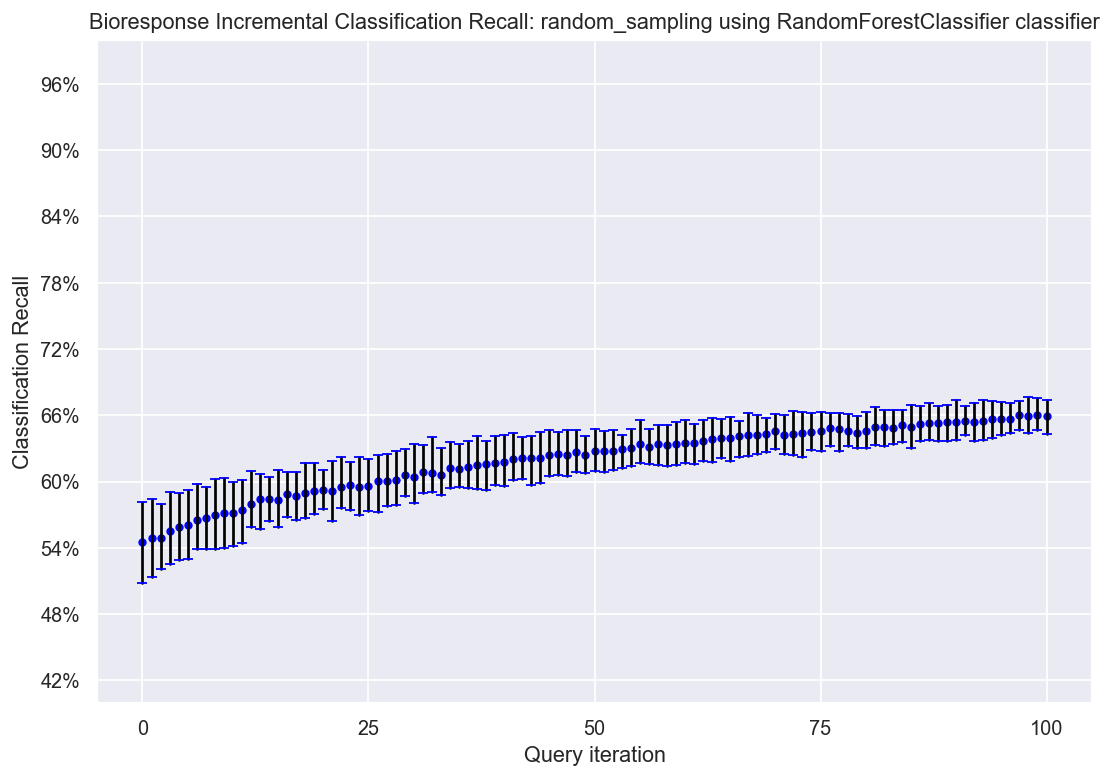 Bioresponse Incremental Classification Recall: random_sampling using RandomForestClassifier classifier
96%
90%
84%
78%
72%
66%
60%
54%
48%
42%
Classification Recall
0 25 50 75 100
Query iteration